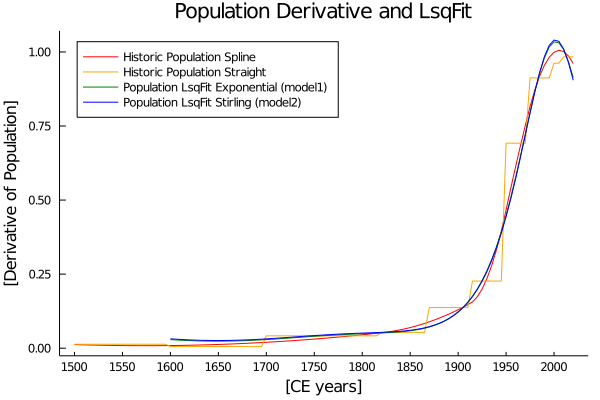 Population Derivative and LsqFit
Historic Population Spline
Historic Population Straight
Population LsqFit Exponential (model1)
Population LsqFit Stirling (model2)
[Derivative of Population]
1.00
0.75
0.50
0.25
0.00
1500 1550 1600 1650 1700 1750 1800 1850 1900 1950 2000
[CE years]